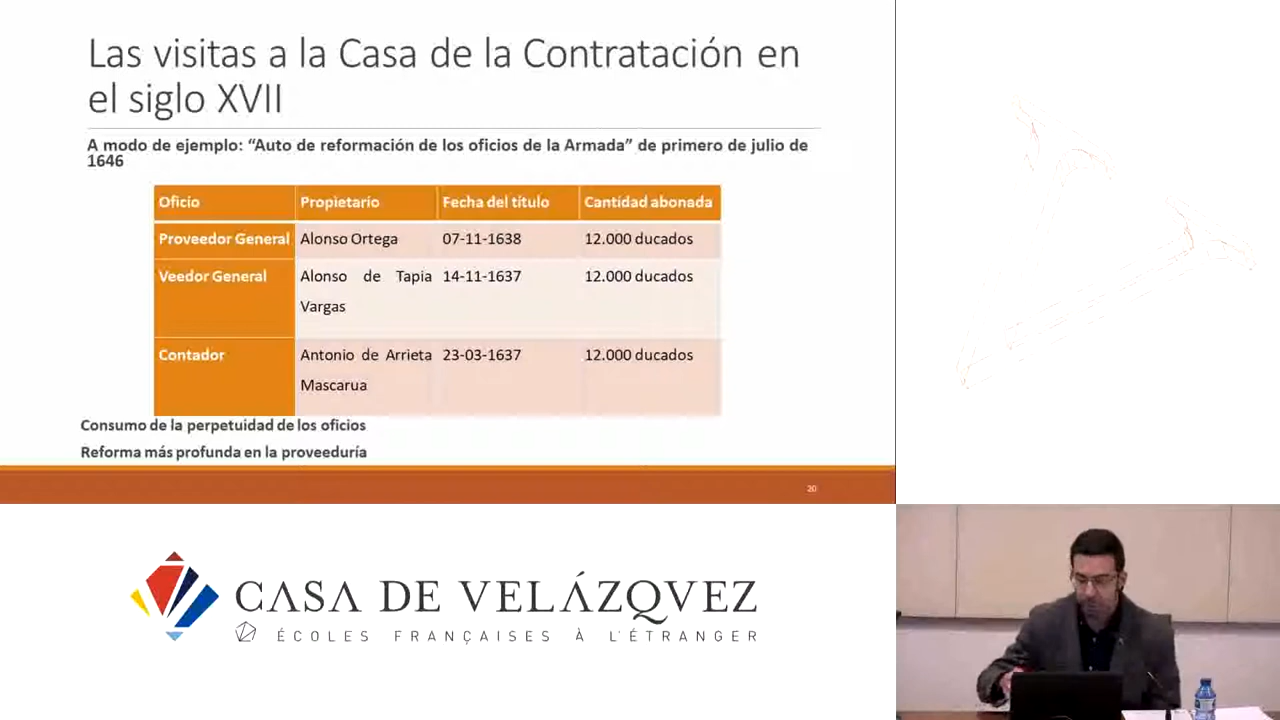 Las visitas a la Casa de la Contratación en
el siglo XVII
A modo de ejemplo: “Auto de reformación de los oficios de la Armada” de primero de julio de
1646
Oficio Propietario Fecha del título Cantidad abonada
Proveedor General Alonso Ortega 07-11-1638 12.000 ducados
Veedor General Alonso de Tapia 14-11-1637 12.000 ducados
Vargas
Contador Antonio de Arrieta 23-03-1637 12.000 ducados
Mascarua
Consumo de la perpetuidad de los oficios
Reforma más profunda en la proveeduría
20
CASA DE VELÁZQVEZ
ÉCOLES FRANÇAISES À L'ÉTRANGER